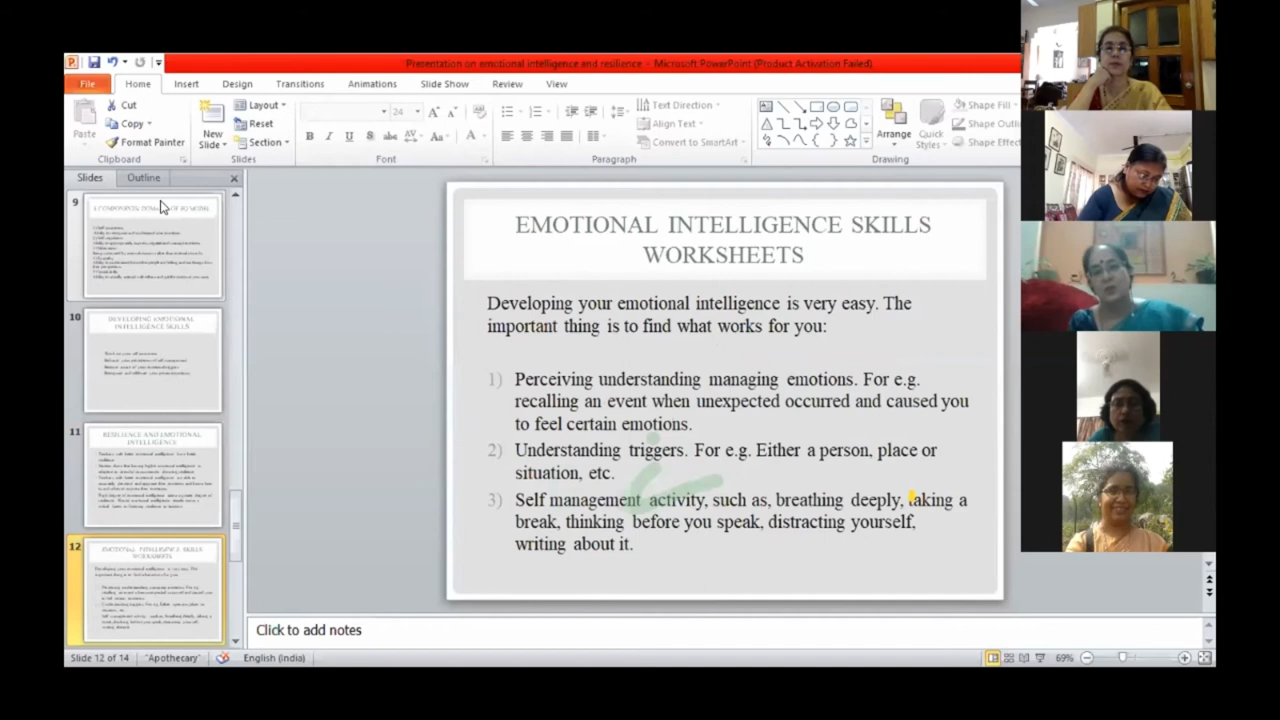 Presentation on emotional intelligence and resilience - Microsoft PowerPoint (Product Activation Failed)
File Home Insert Design Transitions Animations Slide Show Review View
Cut
Copy
Format Painter
Paste
Clipboard
New
Slide
Layout
Reset
Section
Slides
24
B I U S abc AV Aa A
Font
Text Direction
Align Text
Convert to SmartArt
Paragraph
Arrange
Quick
Styles
Shape Fill
Shape Outli
Shape Effect
Drawing
Slides Outline
9
10
DEVELOPING EMOTIONAL
INTELLIGENCE SKILLS
11
RESILIENCE AND EMOTIONAL
INTELLIGENCE
12
EMOTIONAL INTELLIGENCE SKILLS
WORKSHEETS
EMOTIONAL INTELLIGENCE SKILLS
WORKSHEETS
Developing your emotional intelligence is very easy. The
important thing is to find what works for you:
1) Perceiving understanding managing emotions. For e.g.
recalling an event when unexpected occurred and caused you
to feel certain emotions.
2) Understanding triggers. For e.g. Either a person, place or
situation, etc.
3) Self management activity, such as, breathing deeply, taking a
break, thinking before you speak, distracting yourself,
writing about it.
Click to add notes
Slide 12 of 14 "Apothecary" English (India) 69%